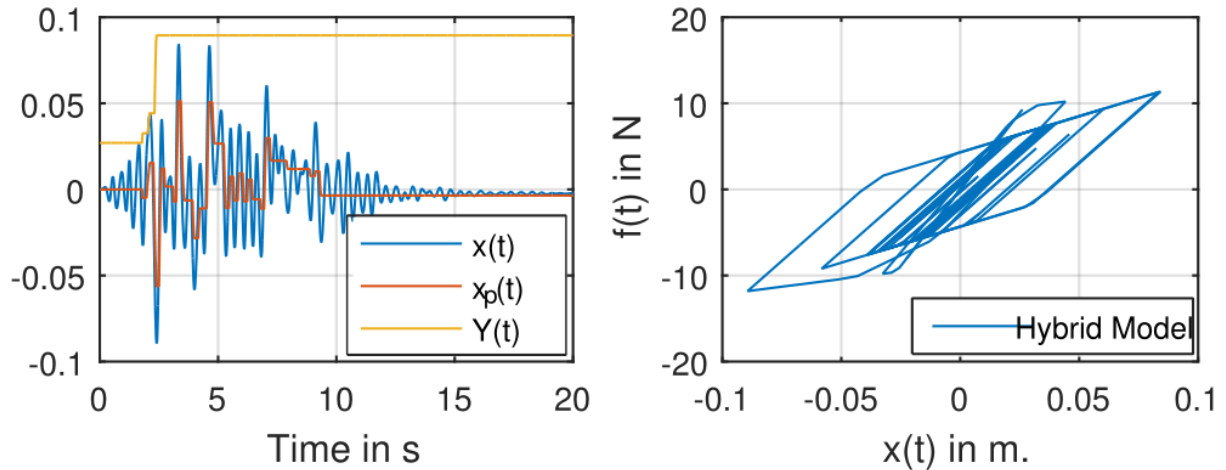 0.1
0.05
0
-0.05
-0.1
0 5 10 15 20
Time in s
x(t)
xp(t)
Y(t)
20
10
0
-10
-20
-0.1 -0.05 0 0.05 0.1
f(t) in N
x(t) in m.
Hybrid Model